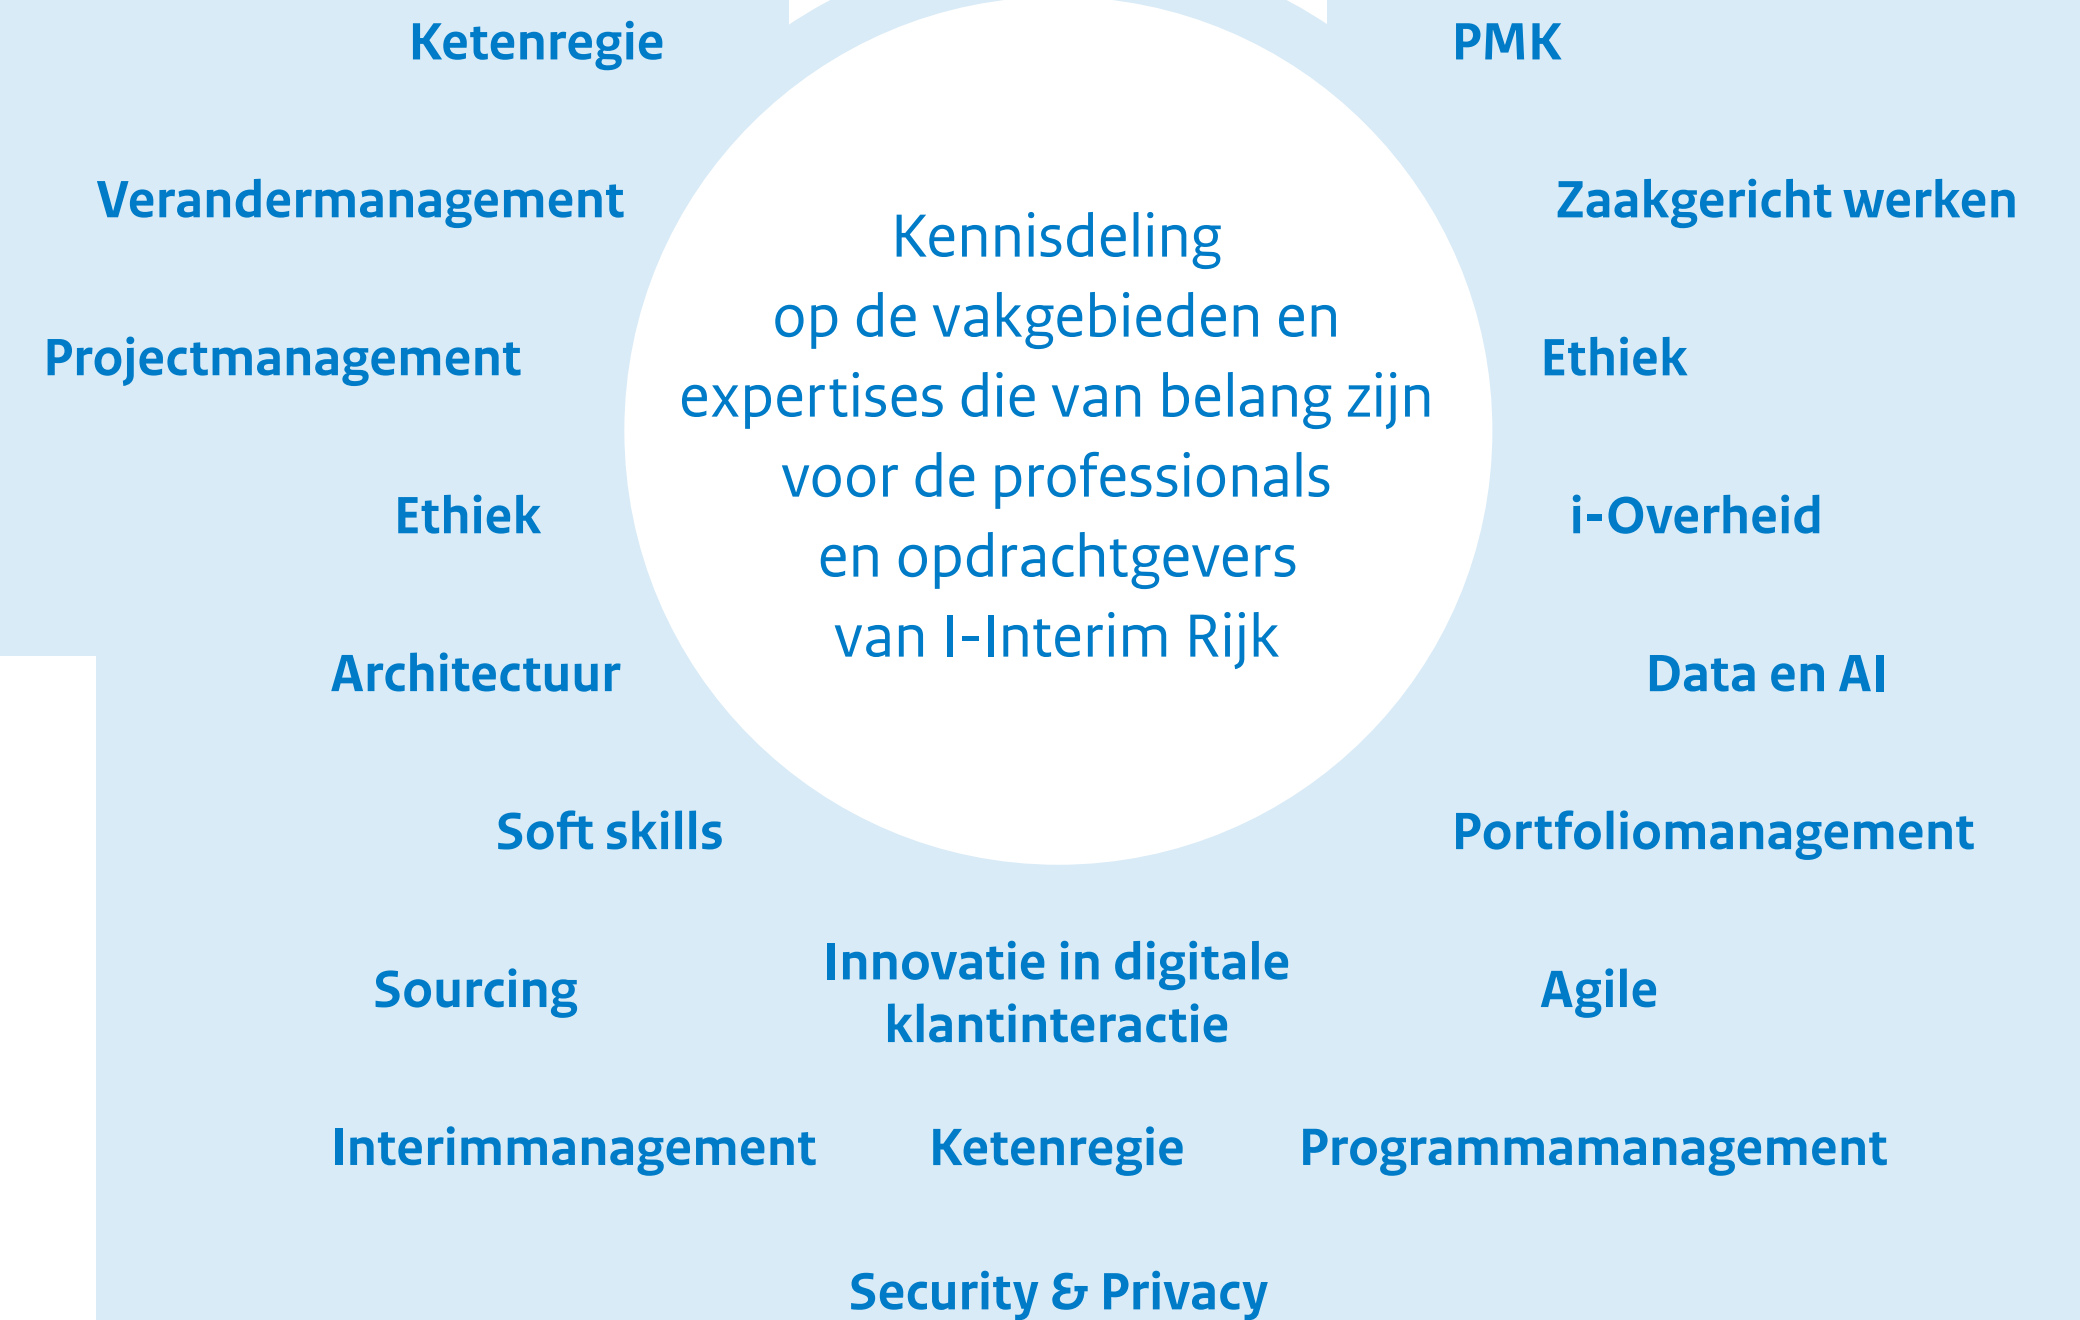 Ketenregie
PMK
Verandermanagement
Zaakgericht werken
Kennisdeling
op de vakgebieden en
expertises die van belang zijn
voor de professionals
en opdrachtgevers
van I-Interim Rijk
Projectmanagement
Ethiek
Ethiek
i-Overheid
Architectuur
Data en AI
Soft skills
Portfoliomanagement
Sourcing
Innovatie in digitale
klantinteractie
Agile
Interimmanagement
Ketenregie
Programmamanagement
Security & Privacy